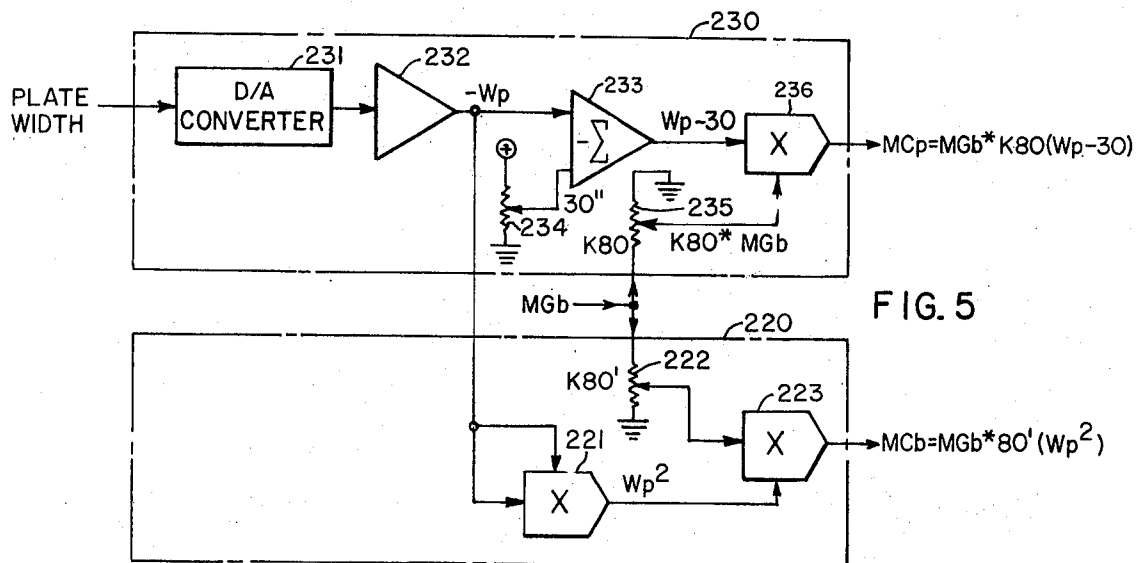 230
231
232
PLATE
WIDTH
D/A
CONVERTER
-Wp
233
-Σ
Wp-30
236
X
MCp=MGb* K80(Wp-30)
+
30"
234
235
K80
K80* MGb
MGb
FIG. 5
220
222
K80'
223
X
MCb=MGb*80'(Wp²)
221
X
Wp²